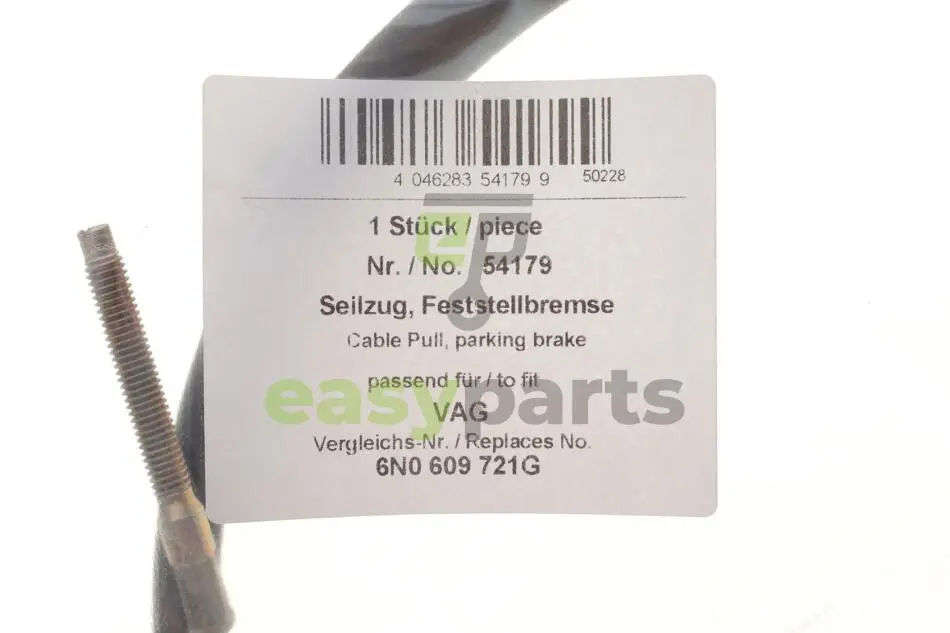 4 046283 54179 9 50228
1 Stück / piece
Nr. / No. 54179
Seilzug, Feststellbremse
Cable Pull, parking brake
passend für / to fit
easyparts
VAG
Vergleichs-Nr. / Replaces No.
6N0 609 721G